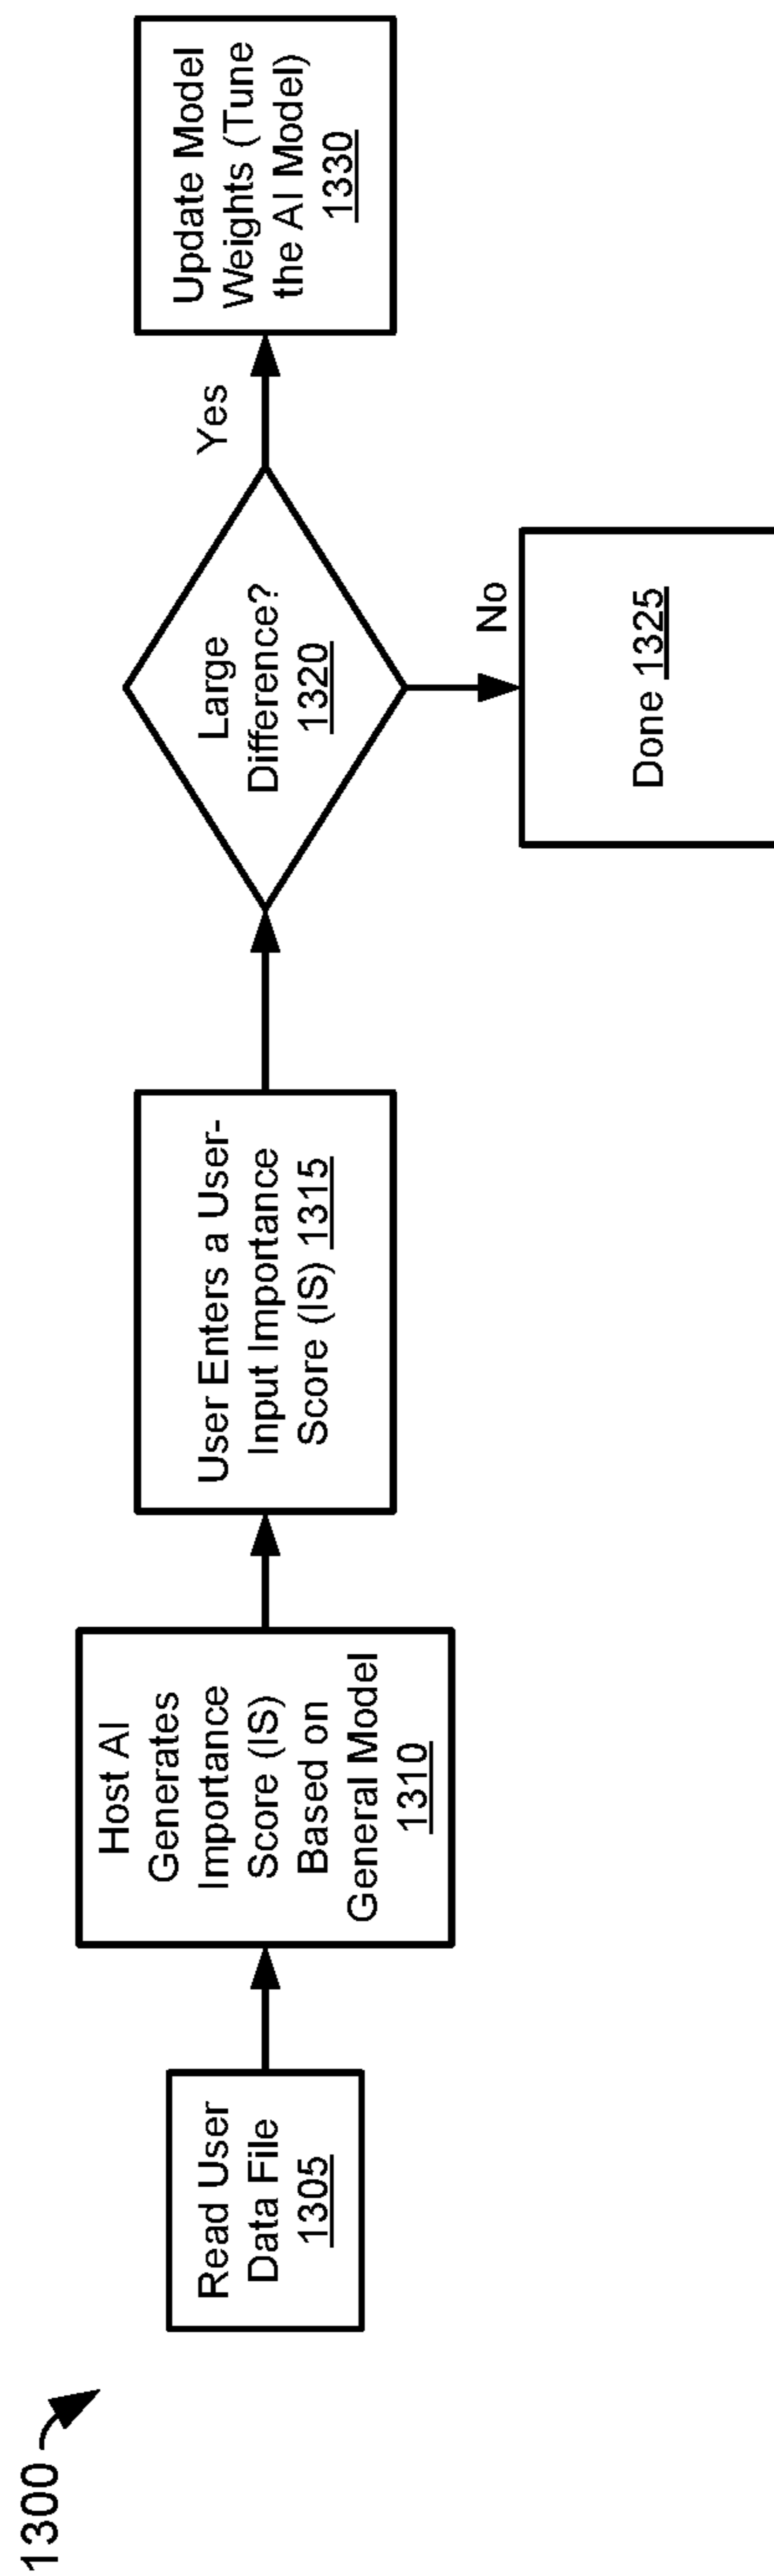 1300
Read User
Data File
1305
Host AI
Generates
Importance
Score (IS)
Based on
General Model
1310
User Enters a User-
Input Importance
Score (IS) 1315
Large
Difference?
1320
Yes
Update Model
Weights (Tune
the AI Model)
1330
No
Done 1325